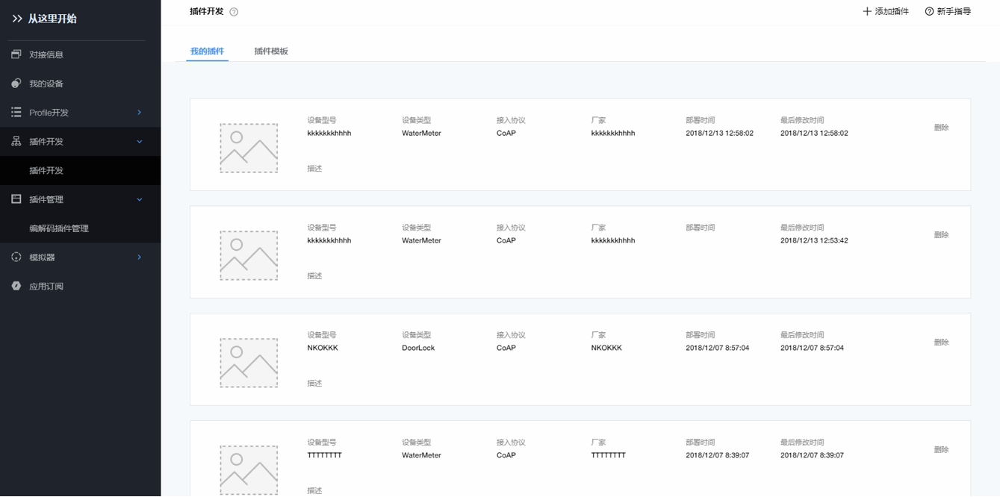 从这里开始
对接信息
我的设备
Profile开发
插件开发
插件开发
插件管理
编解码插件管理
模拟器
应用订阅
插件开发
添加插件 新手指导
我的插件 插件模板
设备型号 设备类型 接入协议 厂家 部署时间 最后修改时间
kkkkkkkhhhh WaterMeter CoAP kkkkkkkhhhh 2018/12/13 12:58:02 2018/12/13 12:58:02
删除
描述
设备型号 设备类型 接入协议 厂家 部署时间 最后修改时间
kkkkkkkhhhh WaterMeter CoAP kkkkkkkhhhh 2018/12/13 12:53:42
删除
描述
设备型号 设备类型 接入协议 厂家 部署时间 最后修改时间
NKOKKK DoorLock CoAP NKOKKK 2018/12/07 8:57:04 2018/12/07 8:57:04
删除
描述
设备型号 设备类型 接入协议 厂家 部署时间 最后修改时间
TTTTTTTT WaterMeter CoAP TTTTTTTT 2018/12/07 8:39:07 2018/12/07 8:39:07
删除
描述